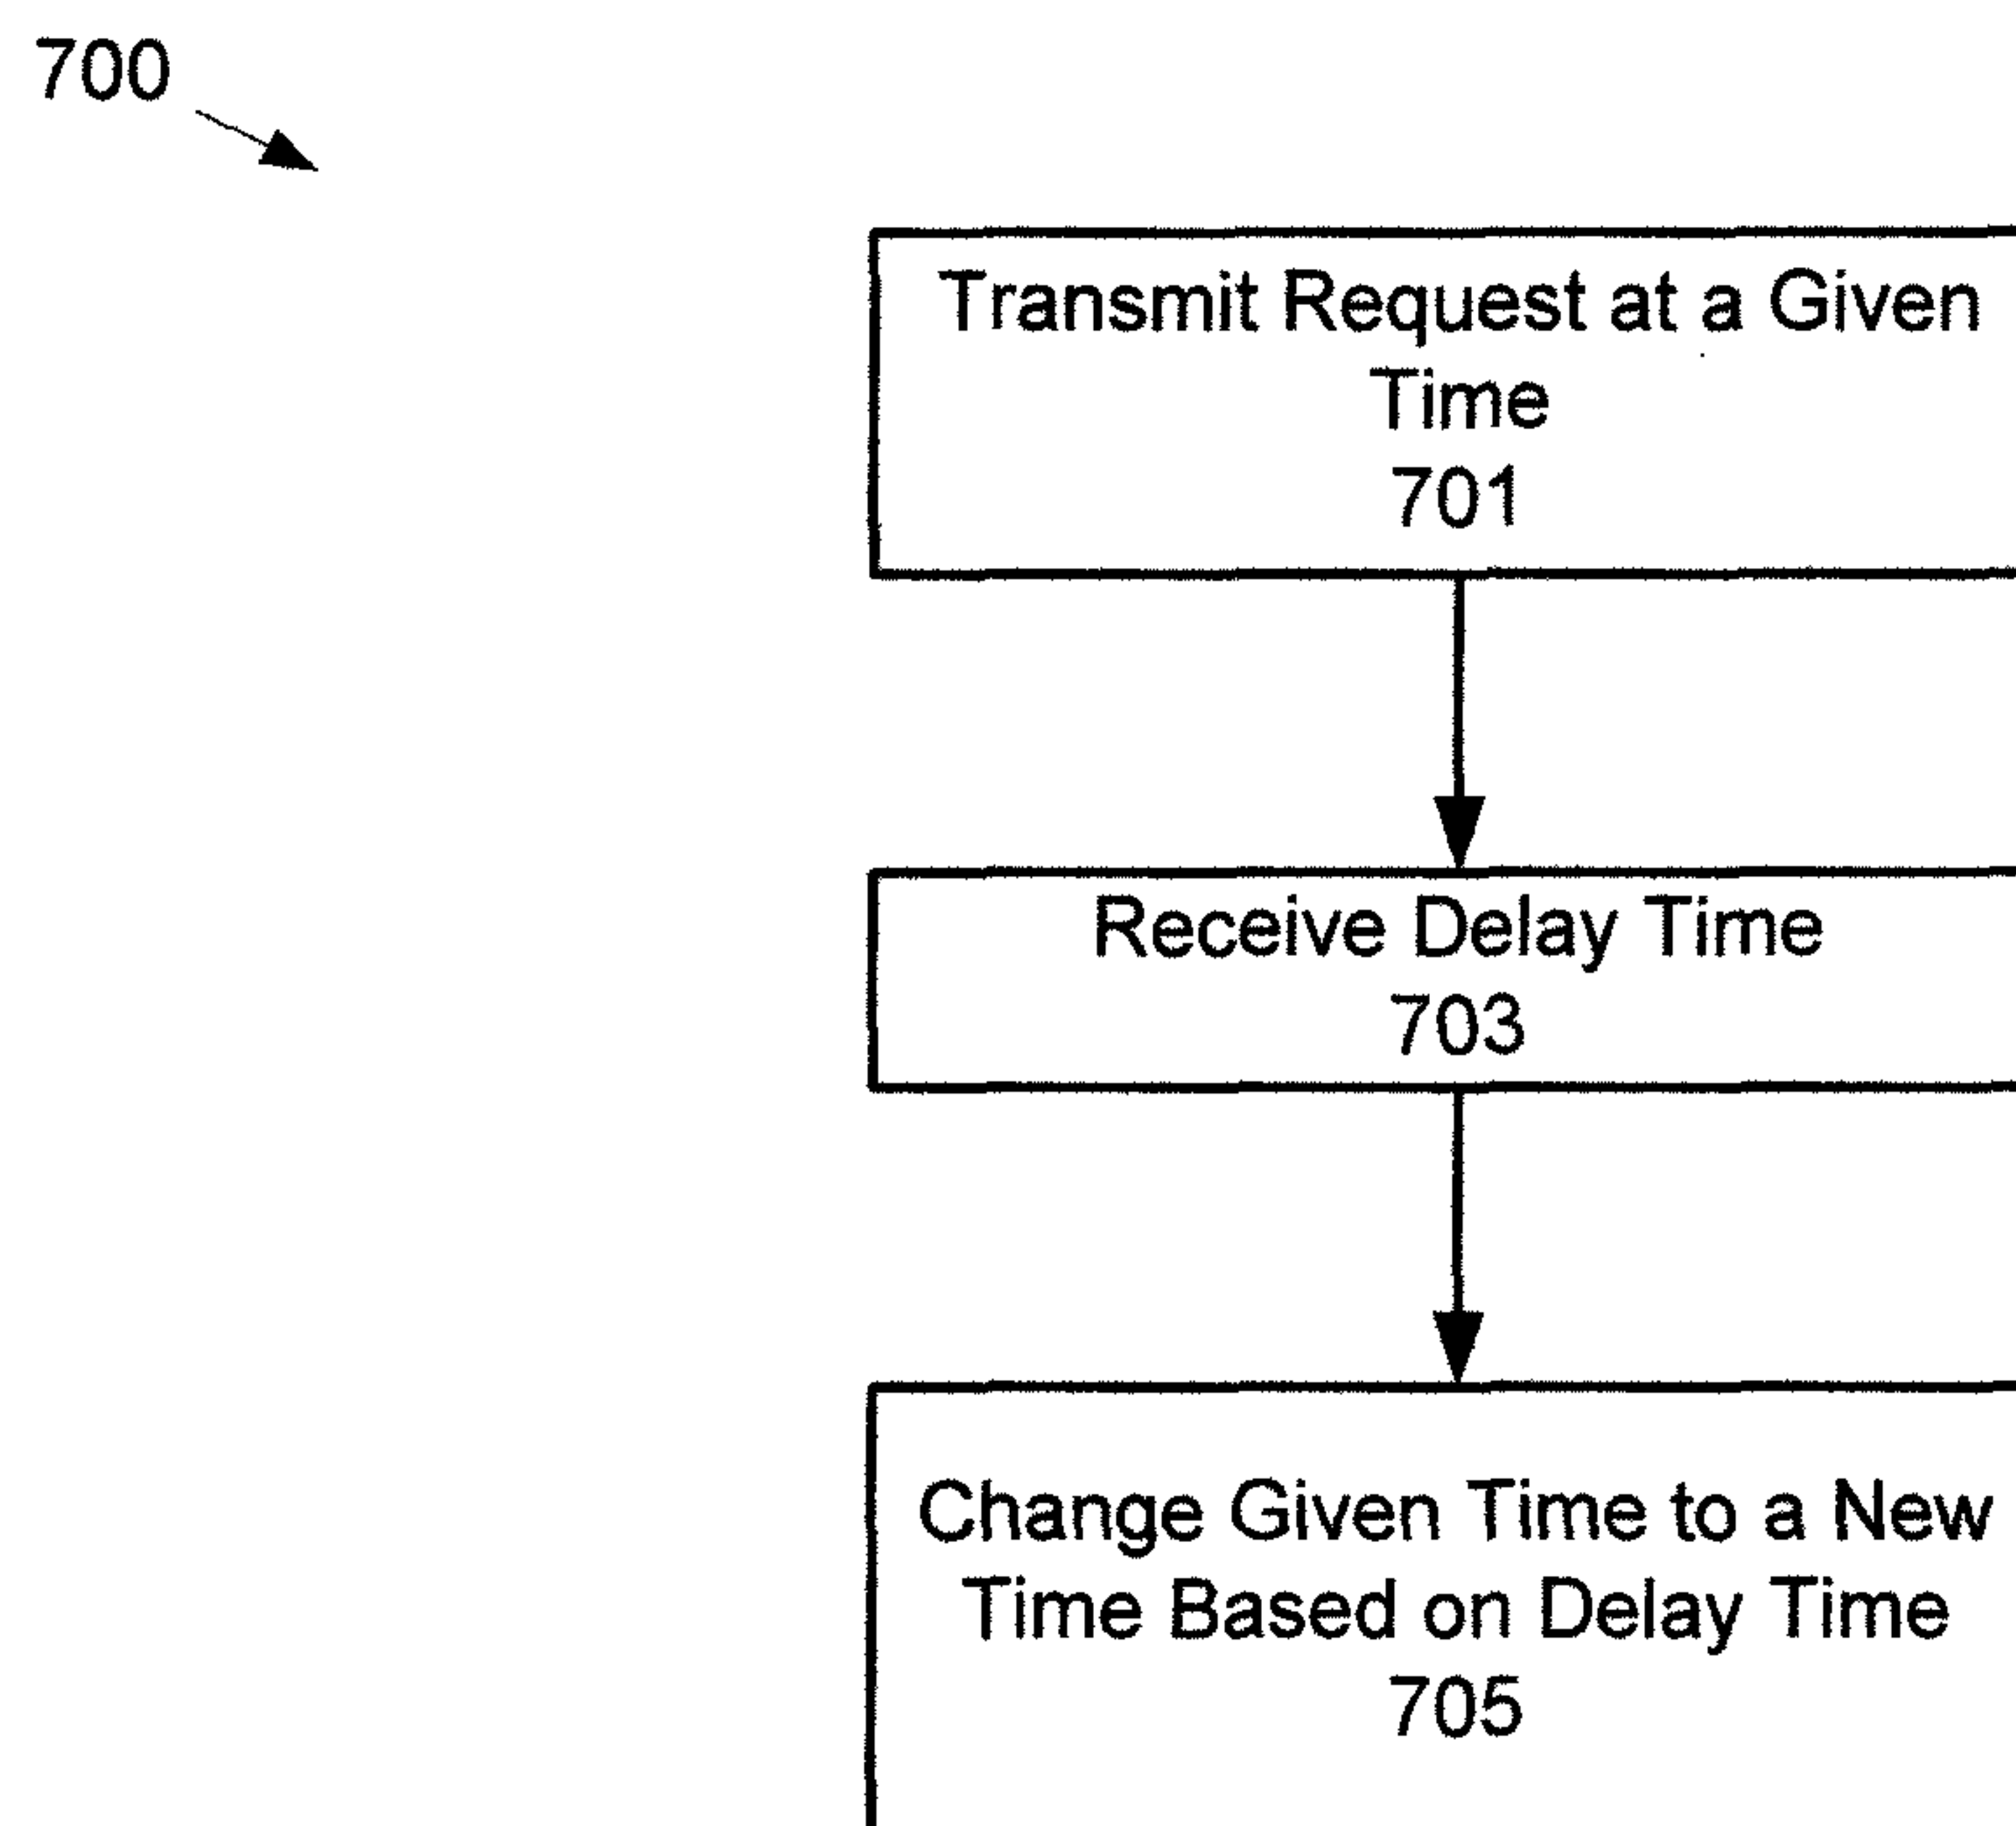 700
Transmit Request at a Given
Time
701
Receive Delay Time
703
Change Given Time to a New
Time Based on Delay Time
705